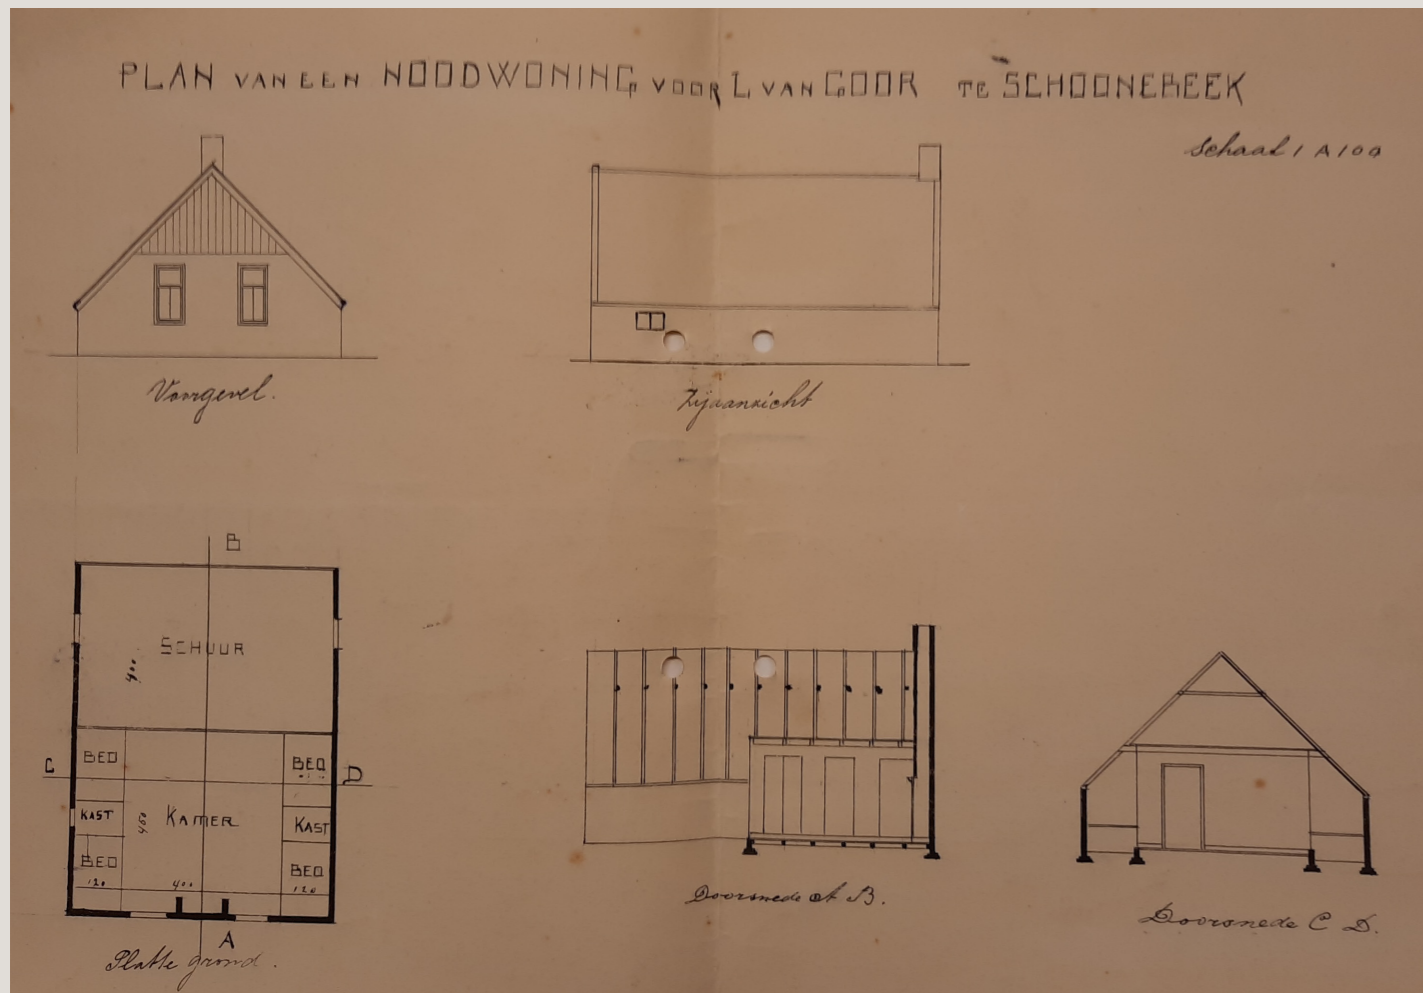 PLAN VAN EEN NOODWONING VOOR L VAN GOOR TE SCHOONEBEEK
Schaal 1 A 100
Voorgevel.
Zijaanzicht
B
SCHUUR
400
BED
BED
C
D
KAST
KAMER
KAST
BED
BED
120
400
120
A
Platte grond.
Doorsnede A B.
Doorsnede C D.